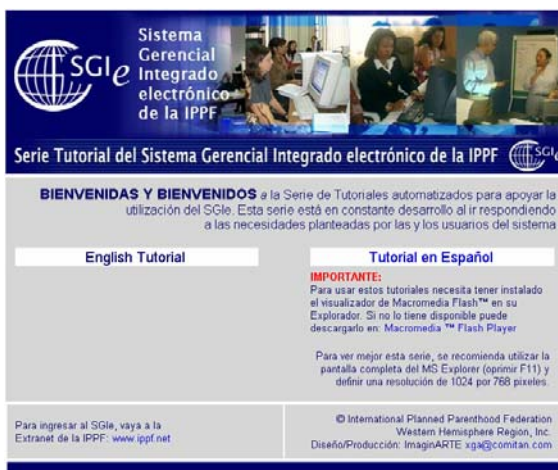 SGIe
Sistema
Gerencial
Integrado
electrónico
de la IPPF
Serie Tutorial del Sistema Gerencial Integrado electrónico de la IPPF
SGIe
BIENVENIDAS Y BIENVENIDOS a la Serie de Tutoriales automatizados para apoyar la
utilización del SGIe. Esta serie está en constante desarrollo al ir respondiendo
a las necesidades planteadas por las y los usuarios del sistema
English Tutorial
Tutorial en Español
IMPORTANTE:
Para usar estos tutoriales necesita tener instalado
el visualizador de Macromedia Flash™ en su
Explorador. Si no lo tiene disponible puede
descargarlo en: Macromedia ™ Flash Player
Para ver mejor esta serie, se recomienda utilizar la
pantalla completa del MS Explorer (oprimir F11) y
definir una resolución de 1024 por 768 pixeles.
Para ingresar al SGIe, vaya a la
Extranet de la IPPF: www.ippf.net
© International Planned Parenthood Federation
Western Hemisphere Region, Inc.
Diseño/Producción: ImaginARTE xga@comitan.com